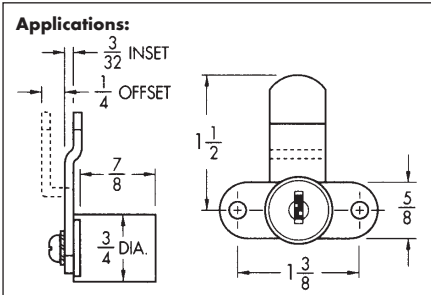 Applications:
3/32 INSET
1/4 OFFSET
7/8
1 1/2
5/8
3/4 DIA.
1 3/8